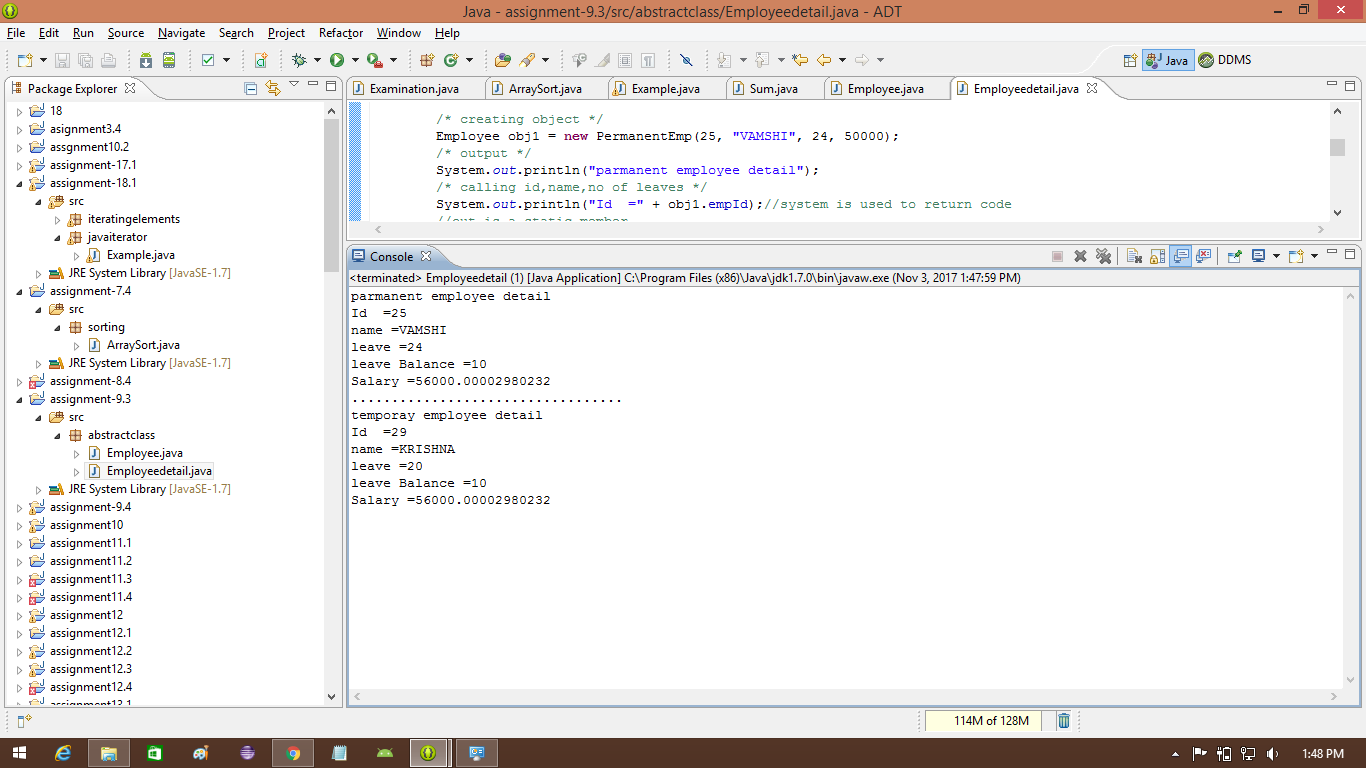 Java - assignment-9.3/src/abstractclass/Employeedetail.java - ADT
File Edit Run Source Navigate Search Project Refactor Window Help
Java DDMS
Package Explorer
18
asignment3.4
assgnment10.2
assignment-17.1
assignment-18.1
src
iteratingelements
javaiterator
Example.java
JRE System Library [JavaSE-1.7]
assignment-7.4
src
sorting
ArraySort.java
JRE System Library [JavaSE-1.7]
assignment-8.4
assignment-9.3
src
abstractclass
Employee.java
Employeedetail.java
JRE System Library [JavaSE-1.7]
assignment-9.4
assignment10
assignment11.1
assignment11.2
assignment11.3
assignment11.4
assignment12
assignment12.1
assignment12.2
assignment12.3
assignment12.4
assignment13.1
Examination.java ArraySort.java Example.java Sum.java Employee.java Employeedetail.java
/* creating object */
Employee obj1 = new PermanentEmp(25, "VAMSHI", 24, 50000);
/* output */
System.out.println("parmanent employee detail");
/* calling id,name,no of leaves */
System.out.println("Id  =" + obj1.empId);//system is used to return code
//out is a static member
Console
<terminated> Employeedetail (1) [Java Application] C:\Program Files (x86)\Java\jdk1.7.0\bin\javaw.exe (Nov 3, 2017 1:47:59 PM)
parmanent employee detail
Id  =25
name =VAMSHI
leave =24
leave Balance =10
Salary =56000.00002980232
..................................
temporay employee detail
Id  =29
name =KRISHNA
leave =20
leave Balance =10
Salary =56000.00002980232
114M of 128M
1:48 PM